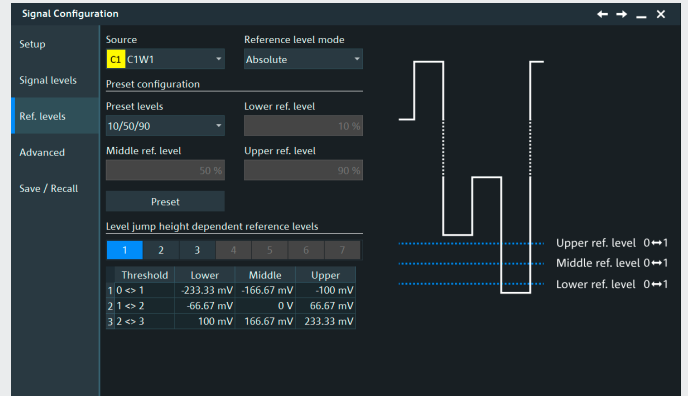 Signal Configuration
Setup
Signal levels
Ref. levels
Advanced
Save / Recall
Source
Reference level mode
C1 C1W1
Absolute
Preset configuration
Preset levels
Lower ref. level
10/50/90
10 %
Middle ref. level
Upper ref. level
50 %
90 %
Preset
Level jump height dependent reference levels
1 2 3 4 5 6 7
Threshold Lower Middle Upper
1 0 <> 1 -233.33 mV -166.67 mV -100 mV
2 1 <> 2 -66.67 mV 0 V 66.67 mV
3 2 <> 3 100 mV 166.67 mV 233.33 mV
Upper ref. level 0↔1
Middle ref. level 0↔1
Lower ref. level 0↔1